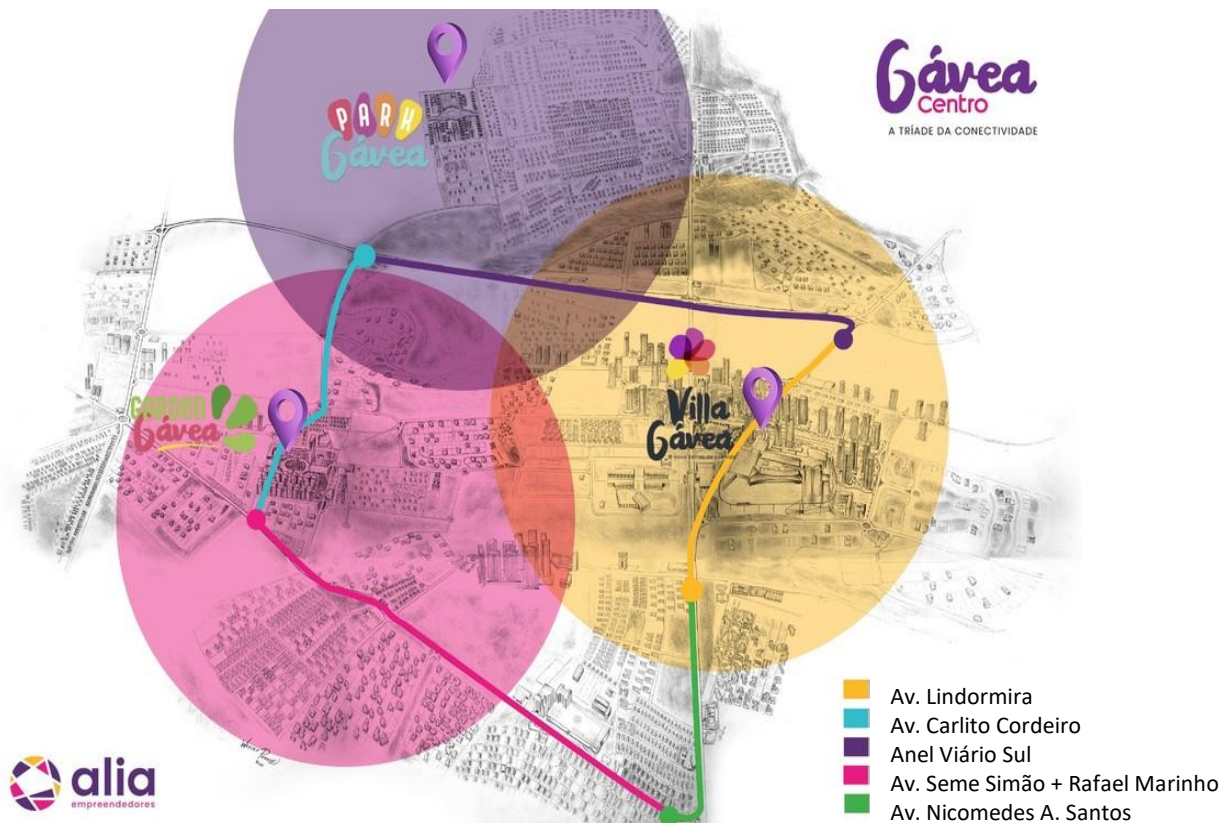 Gávea
Centro
A TRÍADE DA CONECTIVIDADE
PARK
Gávea
GARDEN
Gávea
Villa
Gávea
Av. Lindormira
Av. Carlito Cordeiro
Anel Viário Sul
Av. Seme Simão + Rafael Marinho
Av. Nicomedes A. Santos
alia
empreendedores